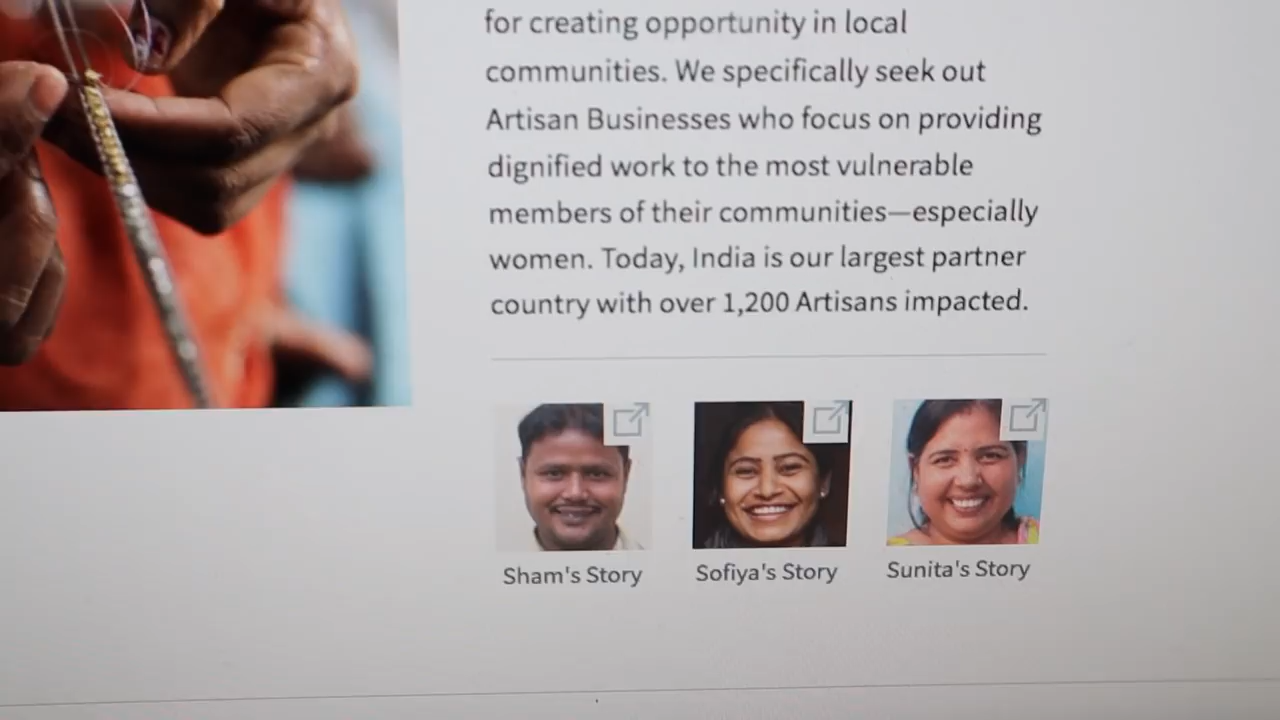 for creating opportunity in local
communities. We specifically seek out
Artisan Businesses who focus on providing
dignified work to the most vulnerable
members of their communities—especially
women. Today, India is our largest partner
country with over 1,200 Artisans impacted.
Sham's Story
Sofiya's Story
Sunita's Story